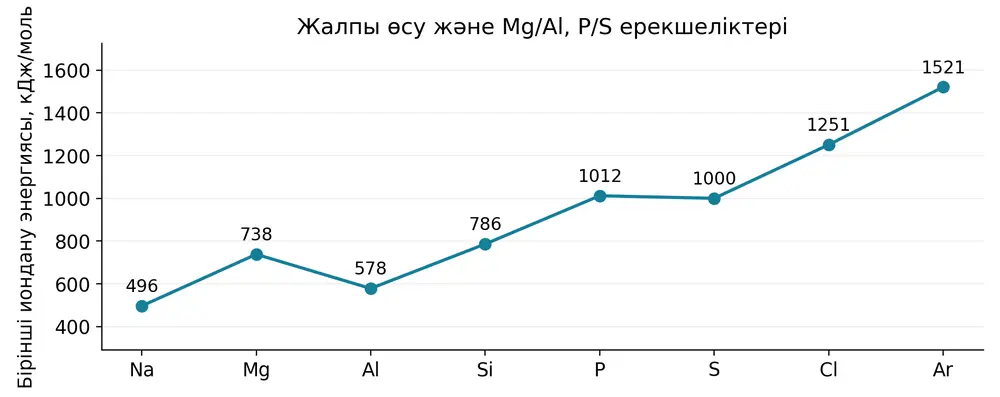 Жалпы өсу және Mg/Al, P/S ерекшеліктері
Бірінші иондану энергиясы, кДж/моль
1600
1400
1200
1000
800
600
400
496
738
578
786
1012
1000
1251
1521
Na
Mg
Al
Si
P
S
Cl
Ar